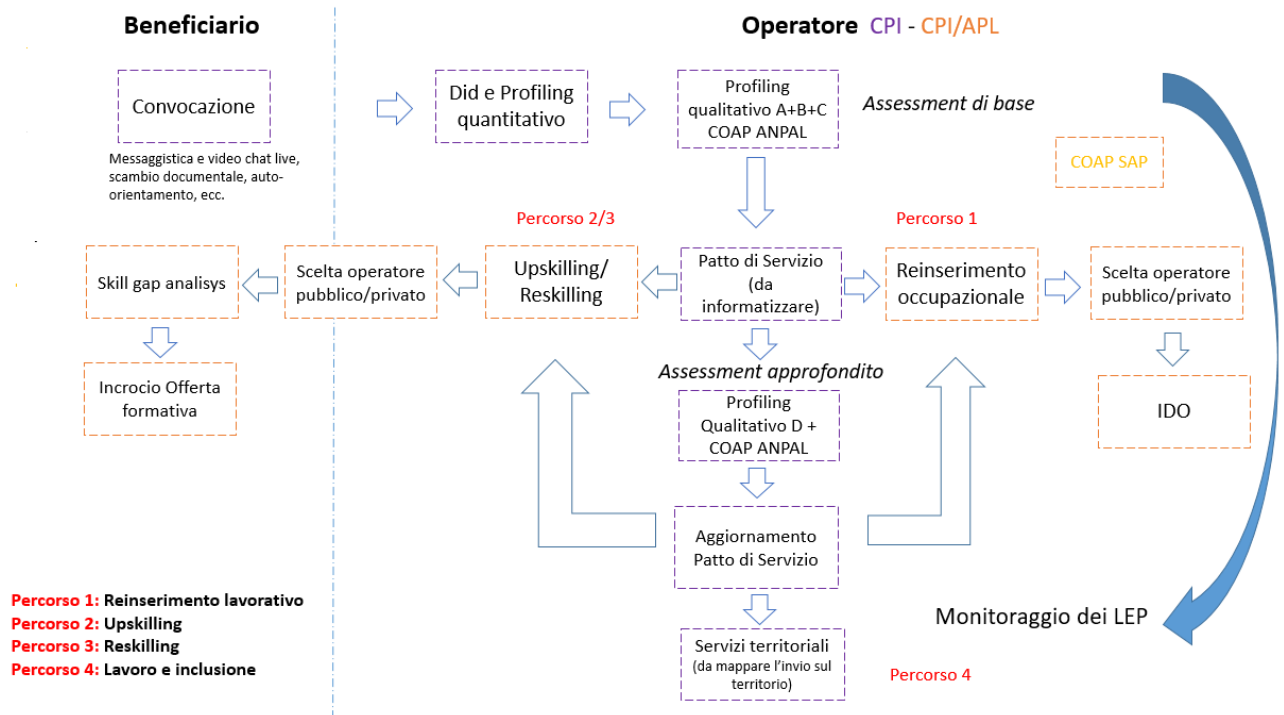 Beneficiario
Operatore CPI - CPI/APL
Convocazione
Messaggistica e video chat live,
scambio documentale, auto-
orientamento, ecc.
Did e Profiling
quantitativo
Profiling
qualitativo A+B+C
COAP ANPAL
Assessment di base
COAP SAP
Percorso 2/3
Percorso 1
Skill gap analisys
Scelta operatore
pubblico/privato
Upskilling/
Reskilling
Patto di Servizio
(da
informatizzare)
Reinserimento
occupazionale
Scelta operatore
pubblico/privato
Incrocio Offerta
formativa
Assessment approfondito
Profiling
Qualitativo D +
COAP ANPAL
IDO
Aggiornamento
Patto di Servizio
Percorso 1: Reinserimento lavorativo
Percorso 2: Upskilling
Percorso 3: Reskilling
Percorso 4: Lavoro e inclusione
Monitoraggio dei LEP
Servizi territoriali
(da mappare l'invio sul
territorio)
Percorso 4